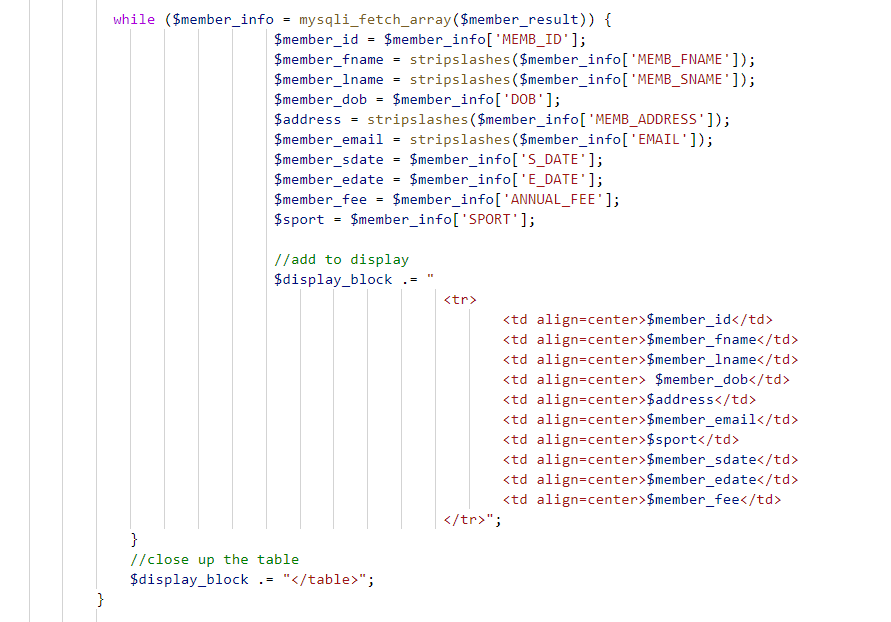 while ($member_info = mysqli_fetch_array($member_result)) {
$member_id = $member_info['MEMB_ID'];
$member_fname = stripslashes($member_info['MEMB_FNAME']);
$member_lname = stripslashes($member_info['MEMB_SNAME']);
$member_dob = $member_info['DOB'];
$address = stripslashes($member_info['MEMB_ADDRESS']);
$member_email = stripslashes($member_info['EMAIL']);
$member_sdate = $member_info['S_DATE'];
$member_edate = $member_info['E_DATE'];
$member_fee = $member_info['ANNUAL_FEE'];
$sport = $member_info['SPORT'];
//add to display
$display_block .= "
<tr>
<td align=center>$member_id</td>
<td align=center>$member_fname</td>
<td align=center>$member_lname</td>
<td align=center> $member_dob</td>
<td align=center>$address</td>
<td align=center>$member_email</td>
<td align=center>$sport</td>
<td align=center>$member_sdate</td>
<td align=center>$member_edate</td>
<td align=center>$member_fee</td>
</tr>";
}
//close up the table
$display_block .= "</table>";
}